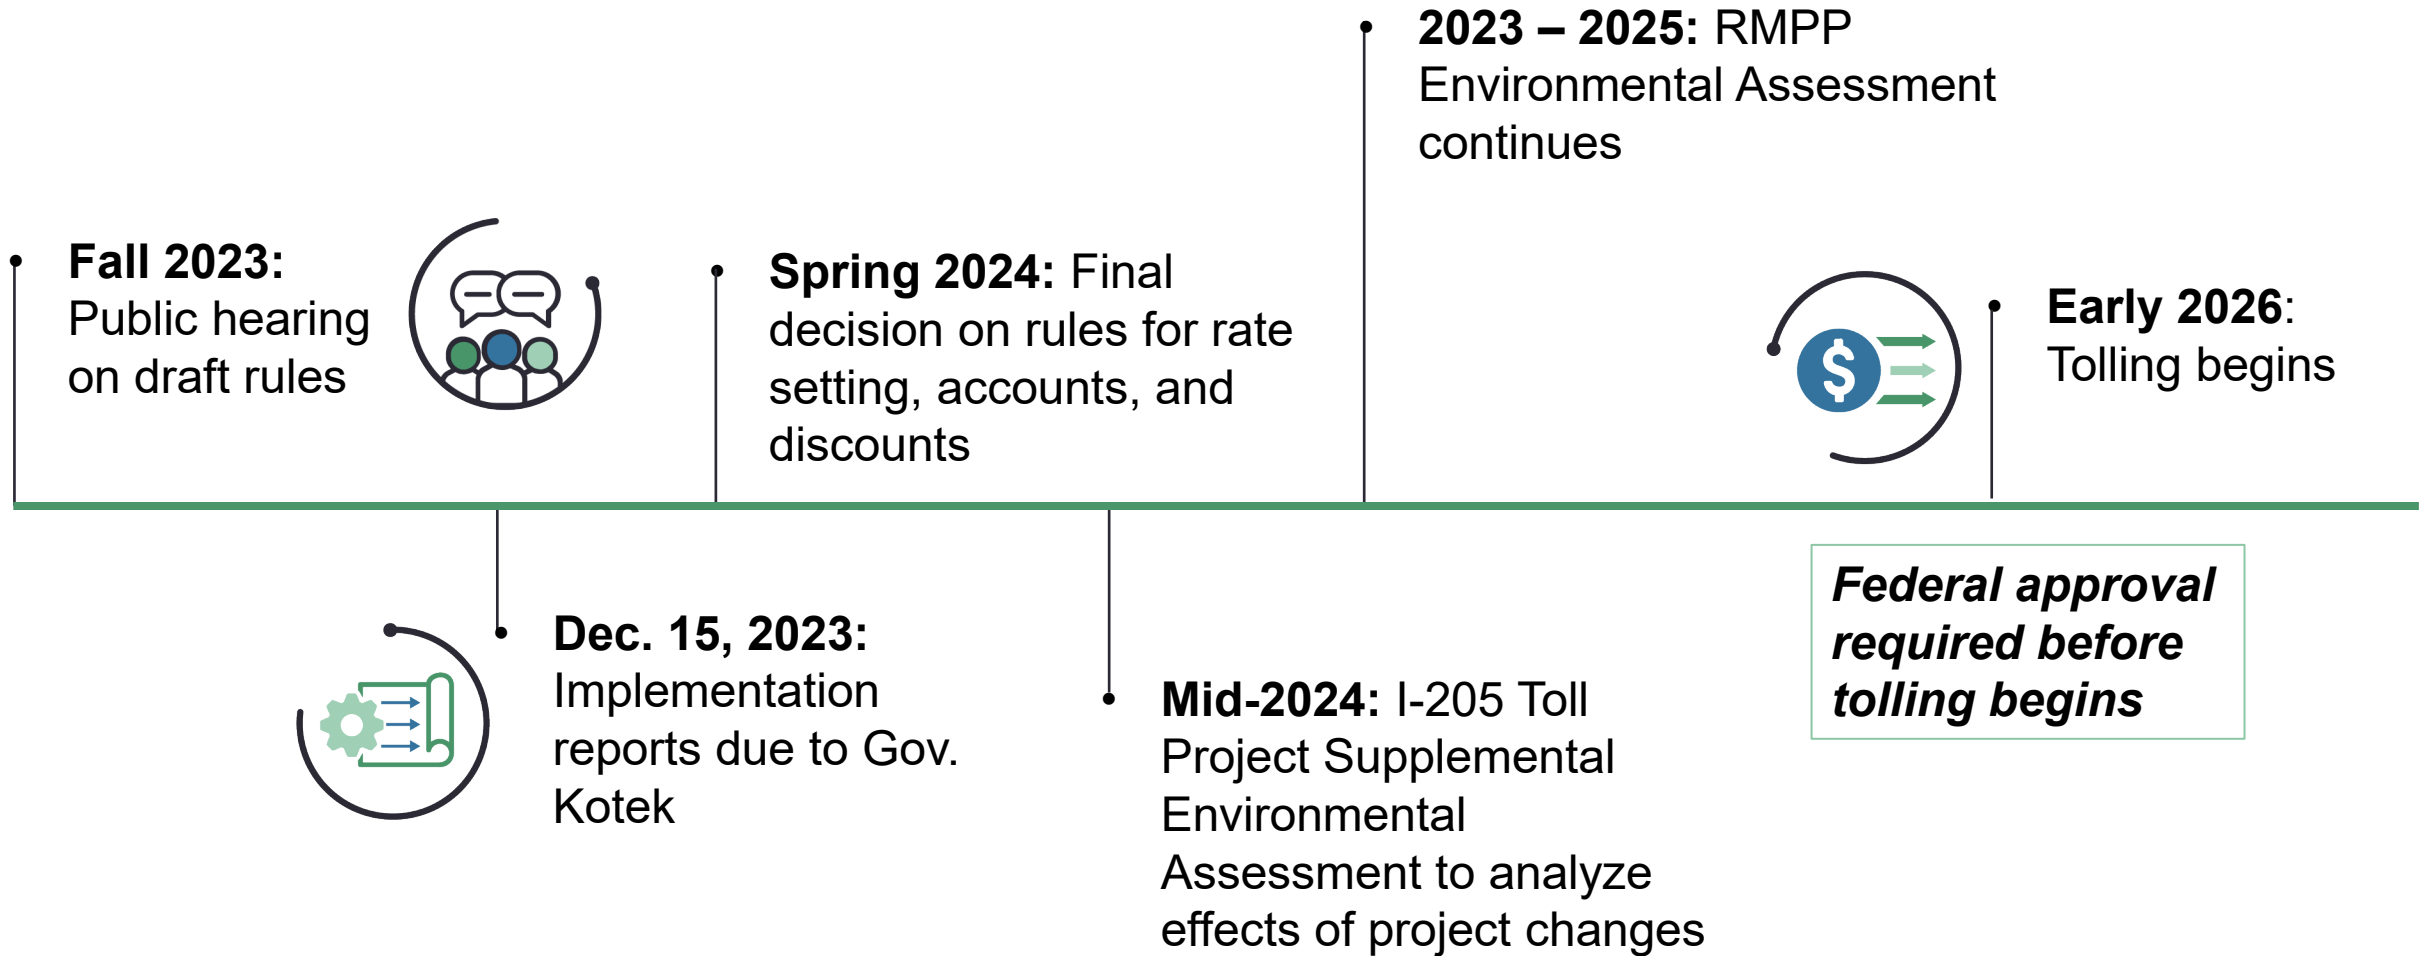 Fall 2023:
Public hearing
on draft rules
Dec. 15, 2023:
Implementation
reports due to Gov.
Kotek
Spring 2024: Final
decision on rules for rate
setting, accounts, and
discounts
Mid-2024: I-205 Toll
Project Supplemental
Environmental
Assessment to analyze
effects of project changes
2023 – 2025: RMPP
Environmental Assessment
continues
$
Early 2026:
Tolling begins
Federal approval
required before
tolling begins